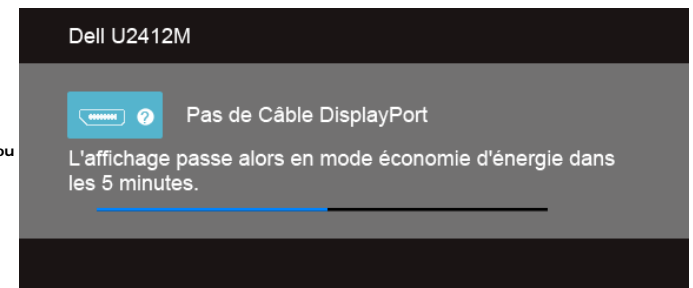 Dell U2412M
Pas de Câble DisplayPort
ou
L'affichage passe alors en mode économie d'énergie dans
les 5 minutes.